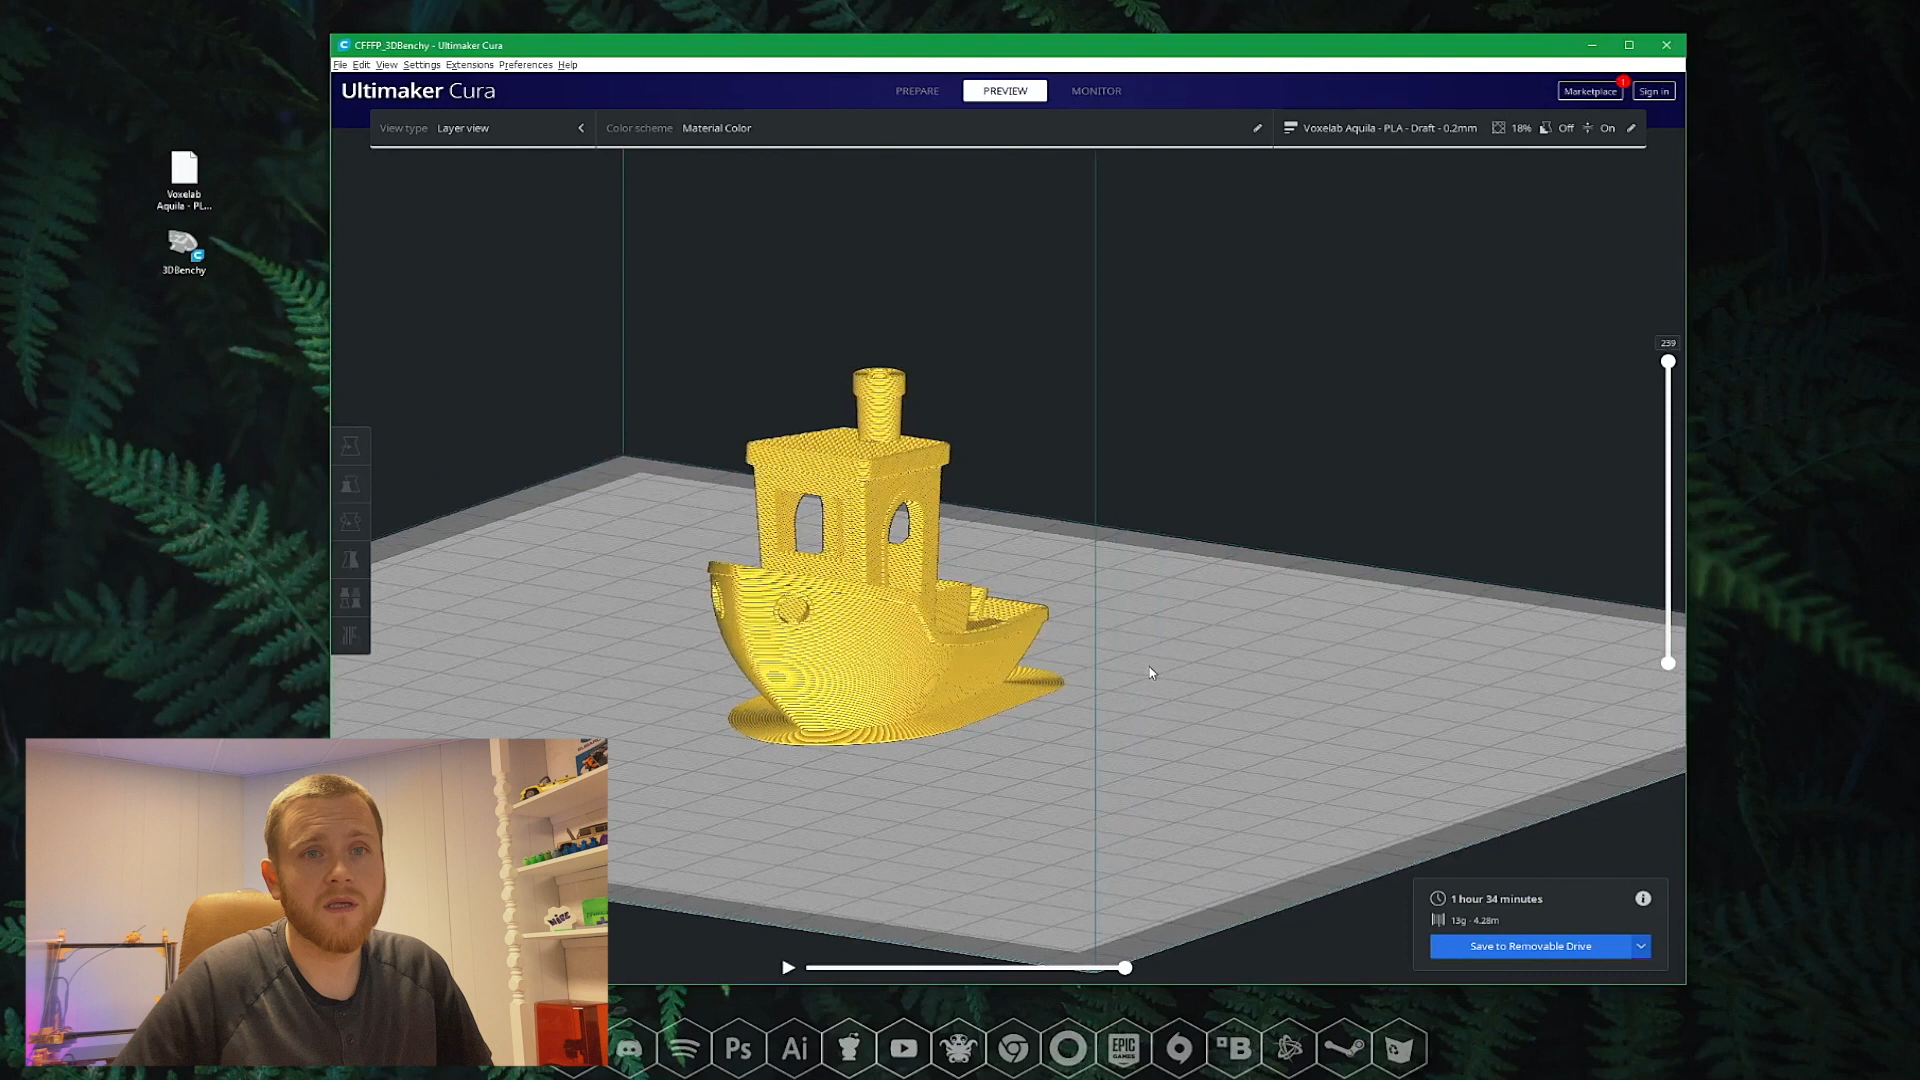 CFFFP_3DBenchy - Ultimaker Cura
File Edit View Settings Extensions Preferences Help
Ultimaker Cura
PREPARE
PREVIEW
MONITOR
Marketplace
1
Sign in
View type Layer view
Color scheme Material Color
Voxelab Aquila - PLA - Draft - 0.2mm
18%
Off
On
Voxelab
Aquila - PL...
3DBenchy
239
1 hour 34 minutes
13g · 4.28m
Save to Removable Drive
Nice
Ps
Ai
EPIC
GAMES
B